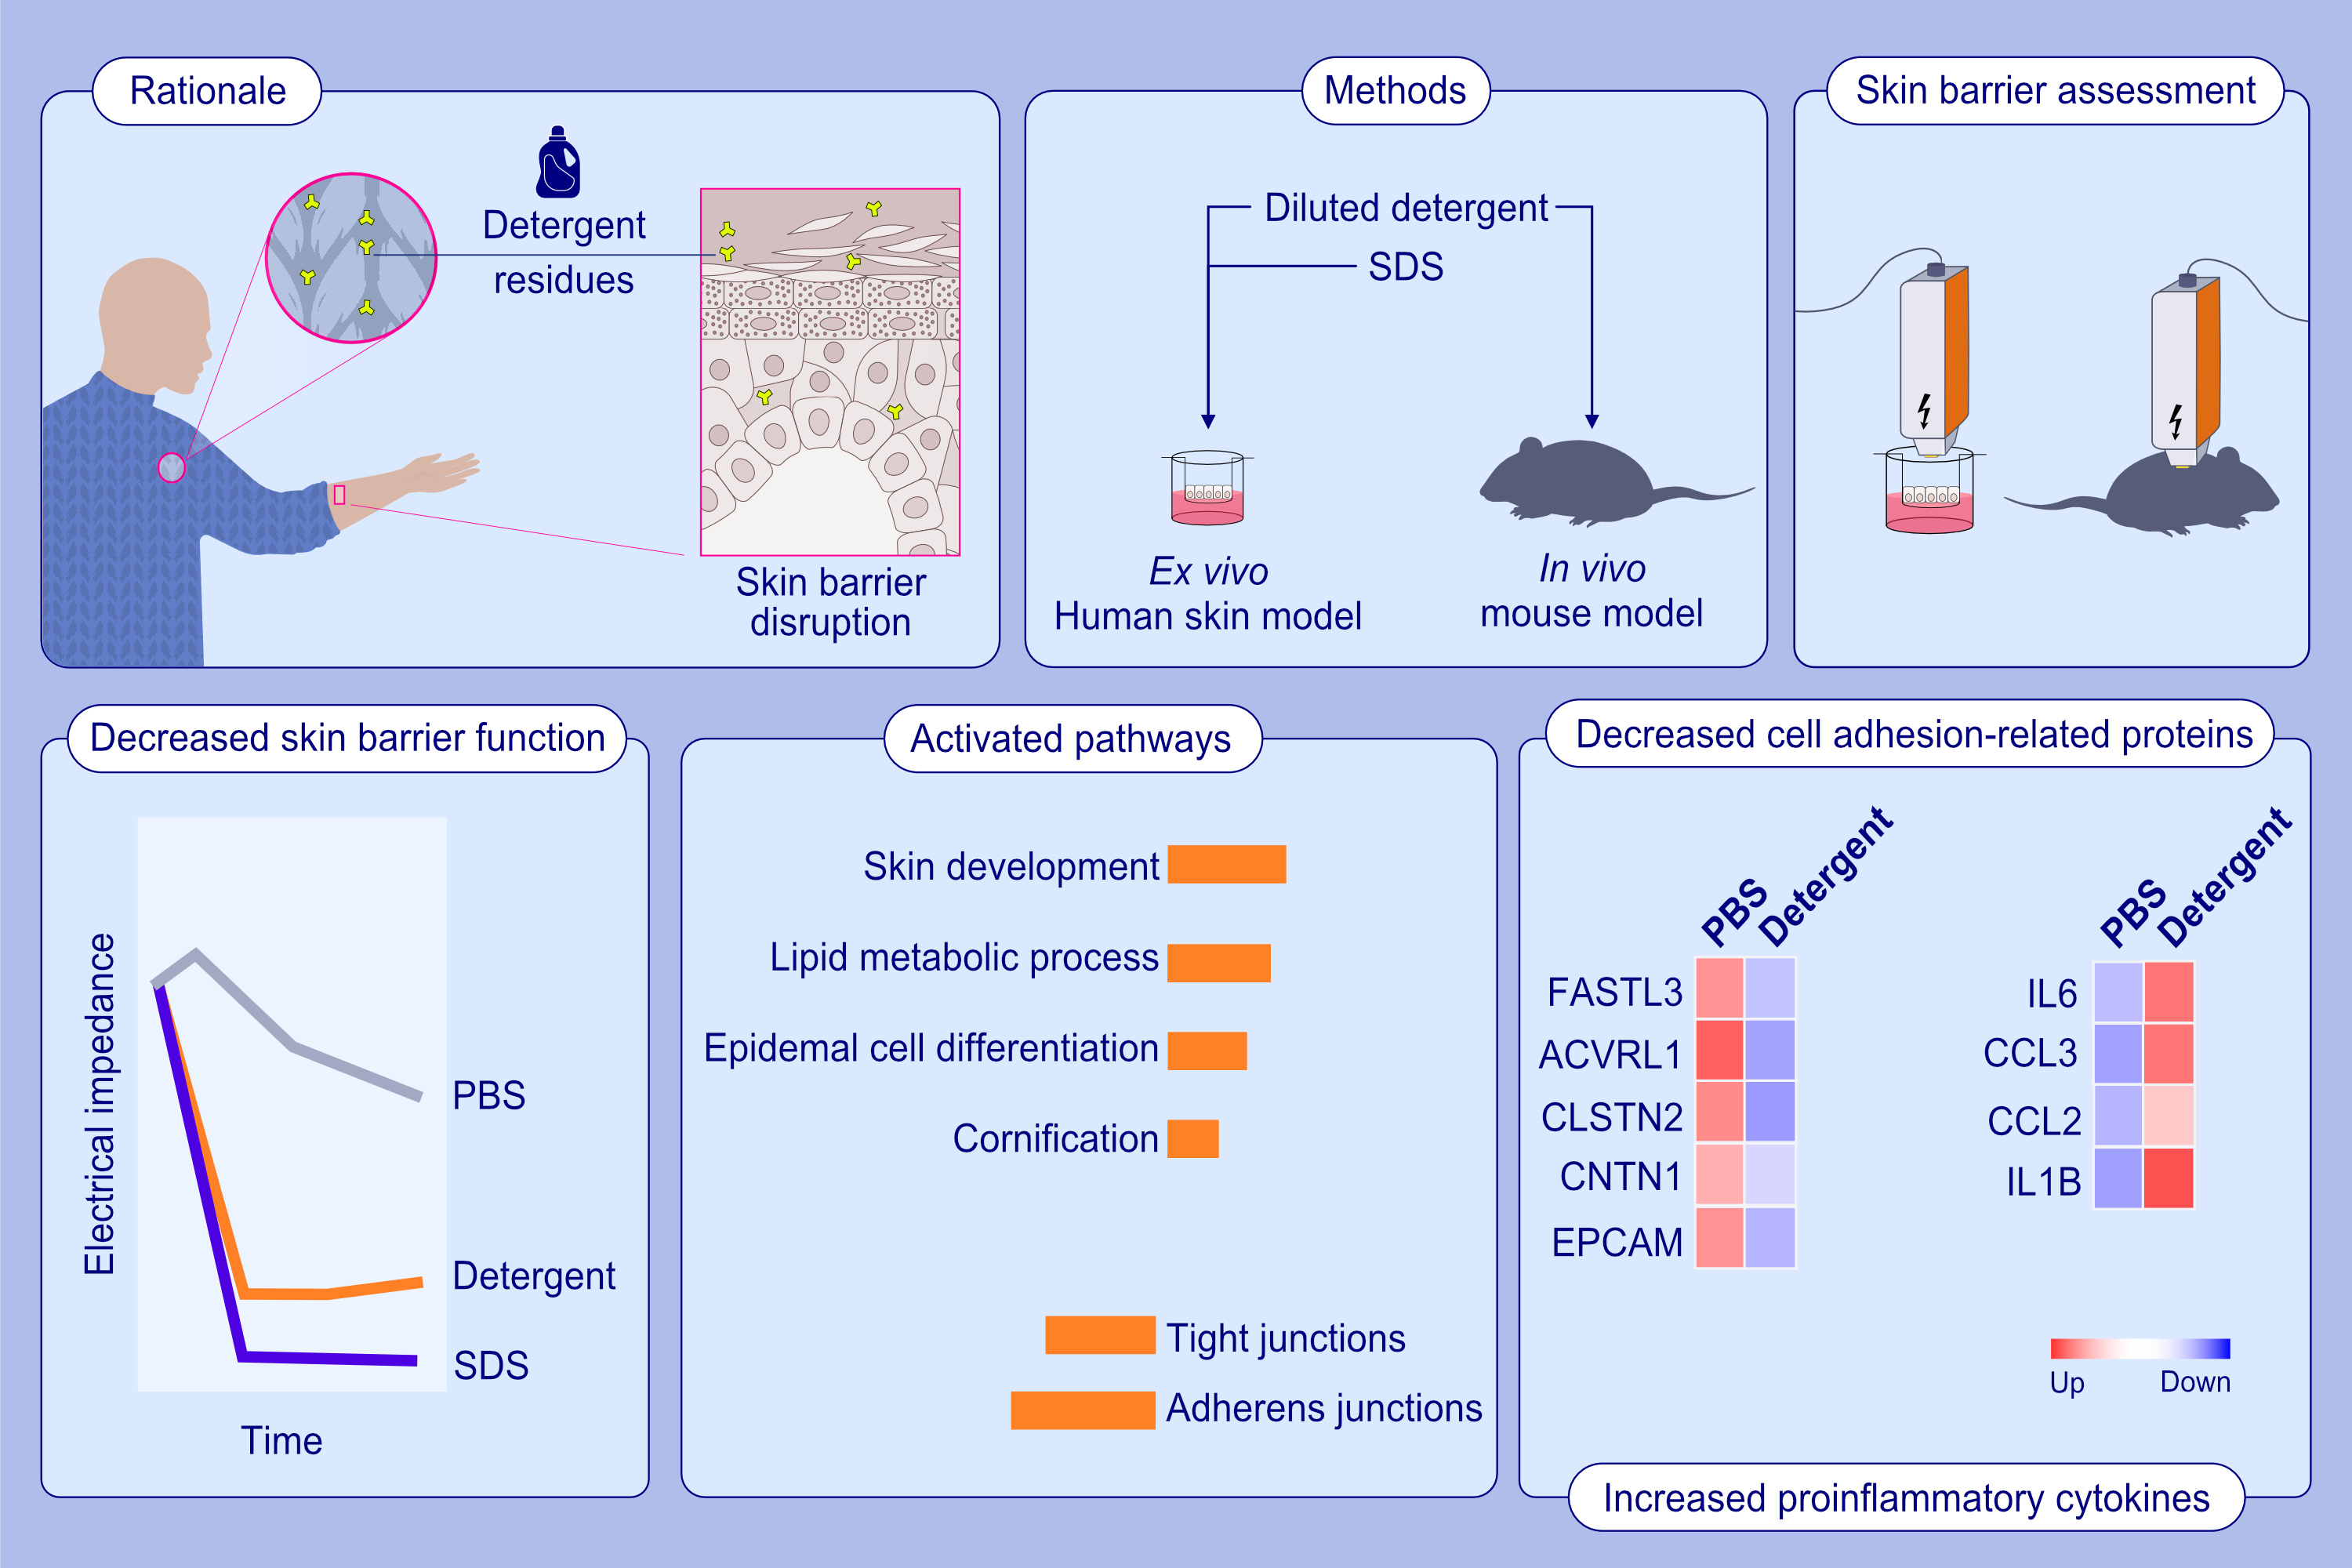 Rationale
Detergent
residues
Skin barrier
disruption
Methods
Diluted detergent
SDS
Ex vivo
Human skin model
In vivo
mouse model
Skin barrier assessment
Decreased skin barrier function
Electrical impedance
PBS
Detergent
SDS
Time
Activated pathways
Skin development
Lipid metabolic process
Epidemal cell differentiation
Cornification
Tight junctions
Adherens junctions
Decreased cell adhesion-related proteins
PBS
Detergent
FASTL3
ACVRL1
CLSTN2
CNTN1
EPCAM
PBS
Detergent
IL6
CCL3
CCL2
IL1B
Up
Down
Increased proinflammatory cytokines